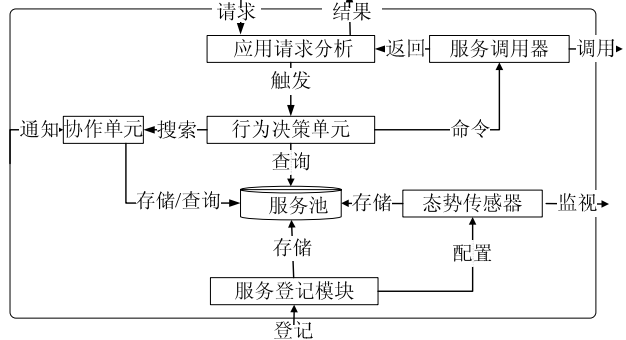 请求
结果
应用请求分析
返回
服务调用器
调用
触发
通知
协作单元
搜索
行为决策单元
命令
查询
存储/查询
服务池
存储
态势传感器
监视
存储
配置
服务登记模块
登记